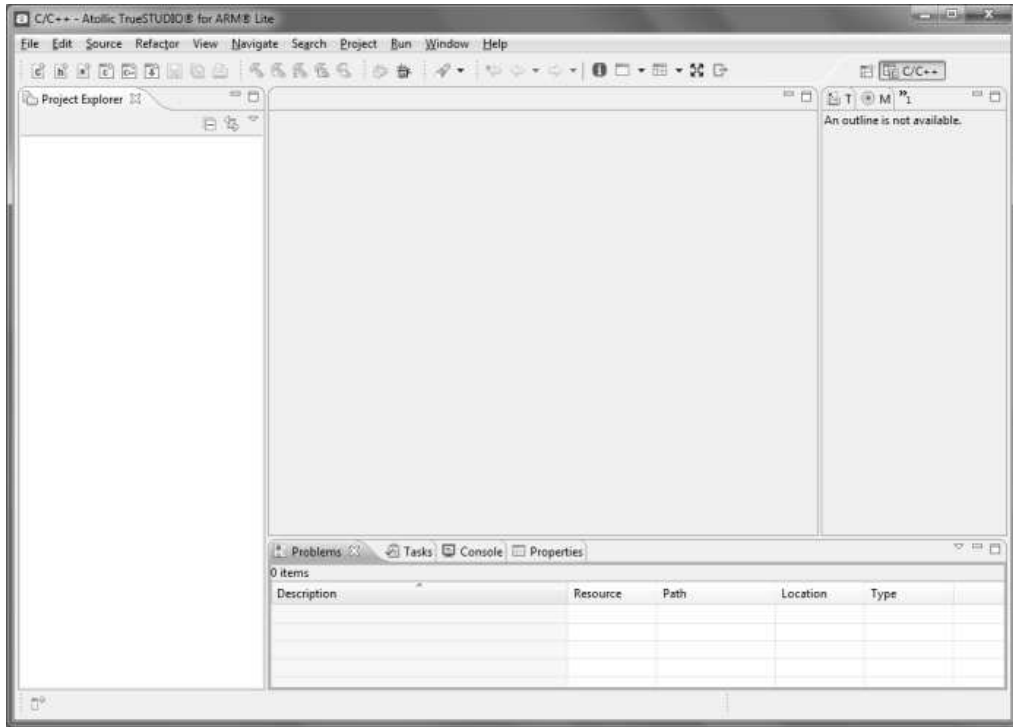 C/C++ - Atollic TrueSTUDIO® for ARM® Lite
File Edit Source Refactor View Navigate Search Project Run Window Help
C/C++
Project Explorer
T M »1
An outline is not available.
Problems Tasks Console Properties
0 items
Description Resource Path Location Type